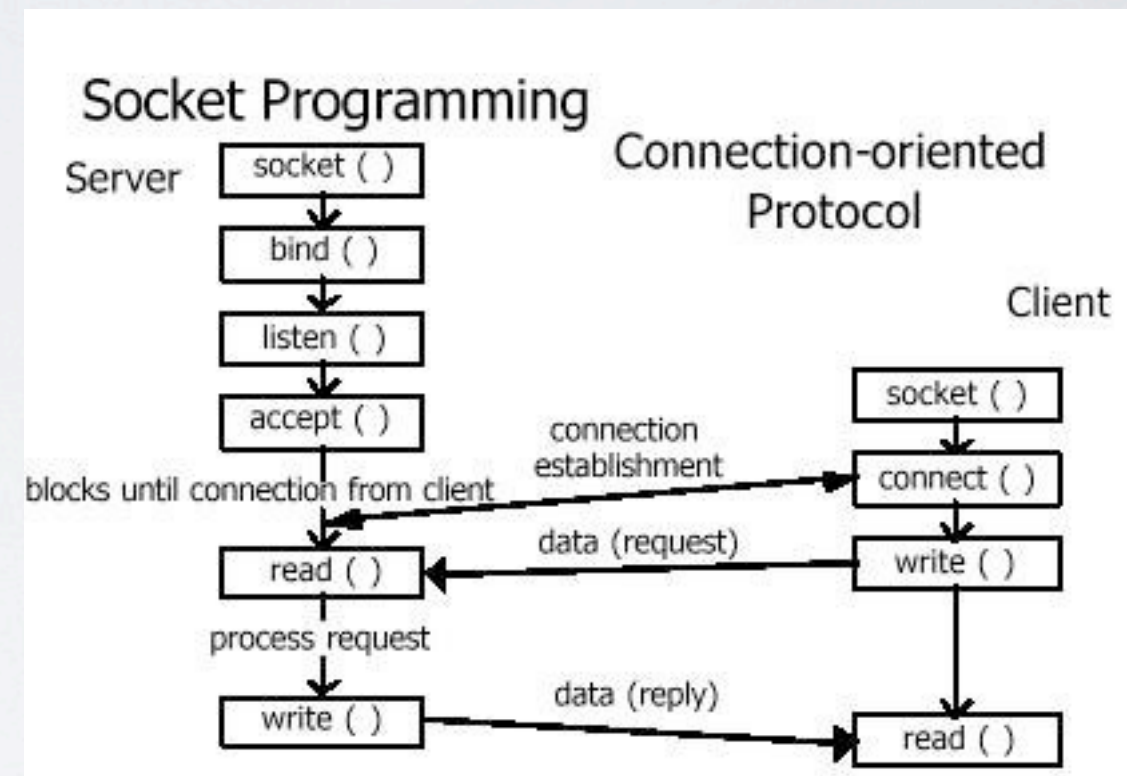 Socket Programming
Connection-oriented
Protocol
Server
Client
socket ( )
bind ( )
listen ( )
accept ( )
blocks until connection from client
read ( )
process request
write ( )
connection
establishment
data (request)
data (reply)
socket ( )
connect ( )
write ( )
read ( )